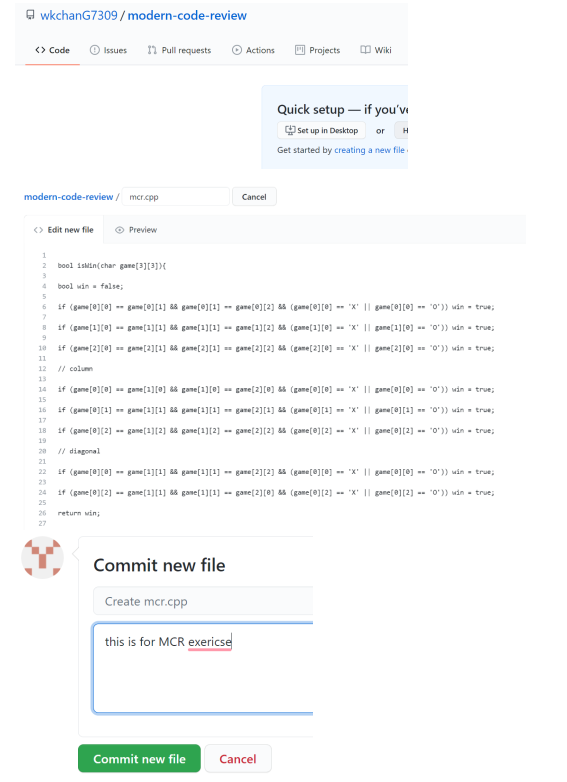 wkchanG7309 / modern-code-review
<> Code Issues Pull requests Actions Projects Wiki
Quick setup — if you've
Set up in Desktop or H
Get started by creating a new file
modern-code-review / mcr.cpp Cancel
<> Edit new file Preview
1
2 bool isWin(char game[3][3]){
3
4 bool win = false;
5
6 if (game[0][0] == game[0][1] && game[0][1] == game[0][2] && (game[0][0] == 'X' || game[0][0] == 'O')) win = true;
7
8 if (game[1][0] == game[1][1] && game[1][1] == game[1][2] && (game[1][0] == 'X' || game[1][0] == 'O')) win = true;
9
10 if (game[2][0] == game[2][1] && game[2][1] == game[2][2] && (game[2][0] == 'X' || game[2][0] == 'O')) win = true;
11
12 // column
13
14 if (game[0][0] == game[1][0] && game[1][0] == game[2][0] && (game[0][0] == 'X' || game[0][0] == 'O')) win = true;
15
16 if (game[0][1] == game[1][1] && game[1][1] == game[2][1] && (game[0][1] == 'X' || game[0][1] == 'O')) win = true;
17
18 if (game[0][2] == game[1][2] && game[1][2] == game[2][2] && (game[0][2] == 'X' || game[0][2] == 'O')) win = true;
19
20 // diagonal
21
22 if (game[0][0] == game[1][1] && game[1][1] == game[2][2] && (game[0][0] == 'X' || game[0][0] == 'O')) win = true;
23
24 if (game[0][2] == game[1][1] && game[1][1] == game[2][0] && (game[0][2] == 'X' || game[0][2] == 'O')) win = true;
25
26 return win;
27
Commit new file
Create mcr.cpp
this is for MCR exericse
Commit new file Cancel